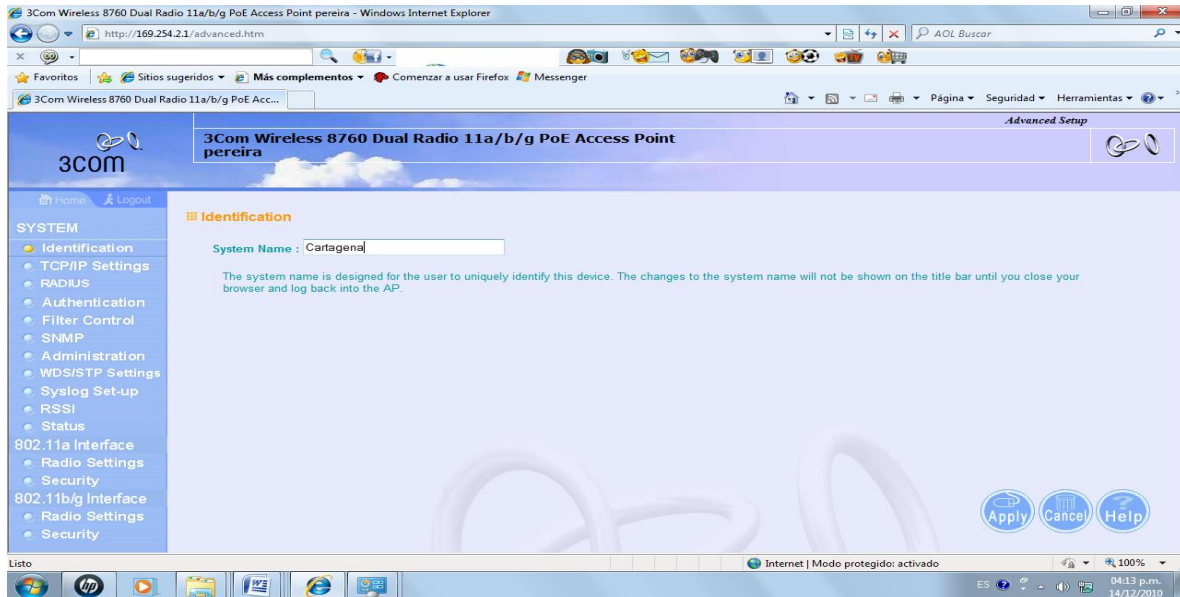 3Com Wireless 8760 Dual Radio 11a/b/g PoE Access Point pereira - Windows Internet Explorer
http://169.254.2.1/advanced.htm
AOL Buscar
Favoritos
Sitios sugeridos
Más complementos
Comenzar a usar Firefox
Messenger
3Com Wireless 8760 Dual Radio 11a/b/g PoE Acc...
Página
Seguridad
Herramientas
Advanced Setup
3COM
3Com Wireless 8760 Dual Radio 11a/b/g PoE Access Point
pereira
Home
Logout
SYSTEM
Identification
TCP/IP Settings
RADIUS
Authentication
Filter Control
SNMP
Administration
WDS/STP Settings
Syslog Set-up
RSSI
Status
802.11a Interface
Radio Settings
Security
802.11b/g Interface
Radio Settings
Security
Identification
System Name : Cartagena
The system name is designed for the user to uniquely identify this device. The changes to the system name will not be shown on the title bar until you close your
browser and log back into the AP.
Apply
Cancel
Help
Listo
Internet | Modo protegido: activado
100%
hp
ES
04:13 p.m.
14/12/2010